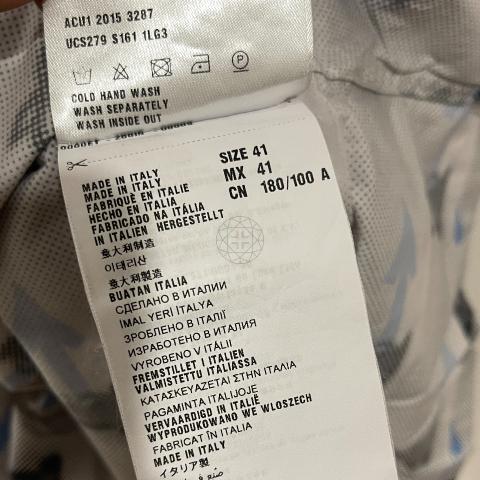 ACU1 2015 3287
UCS279 S161 1LG3
P
COLD HAND WASH
WASH SEPARATELY
WASH INSIDE OUT
SIZE 41
MX 41
CN 180/100 A
MADE IN ITALY
MADE IN ITALY
FABRIQUÉ EN ITALIE
HECHO EN ITALIA
FABRICADO NA ITÁLIA
IN ITALIEN HERGESTELLT
意大利制造
이태리산
意大利製造
BUATAN ITALIA
СДЕЛАНО В ИТАЛИИ
İMAL YERİ İTALYA
ЗРОБЛЕНО В ІТАЛІЇ
ИЗРАБОТЕНО В ИТАЛИЯ
VYROBENO V ITÁLII
FREMSTILLET I ITALIEN
VALMISTETTU ITALIASSA
ΚΑΤΑΣΚΕΥΑΖΕΤΑΙ ΣΤΗΝ ΙΤΑΛΙΑ
PAGAMINTA ITALIJOJE
VERVAARDIGD IN ITALIË
WYPRODUKOWANO WE WŁOSZECH
FABRICAT ÎN ITALIA
MADE IN ITALY
イタリア製